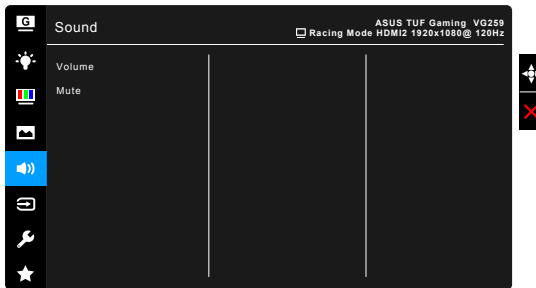 G
Sound
ASUS TUF Gaming VG259
Racing Mode HDMI2 1920x1080@ 120Hz
Volume
Mute